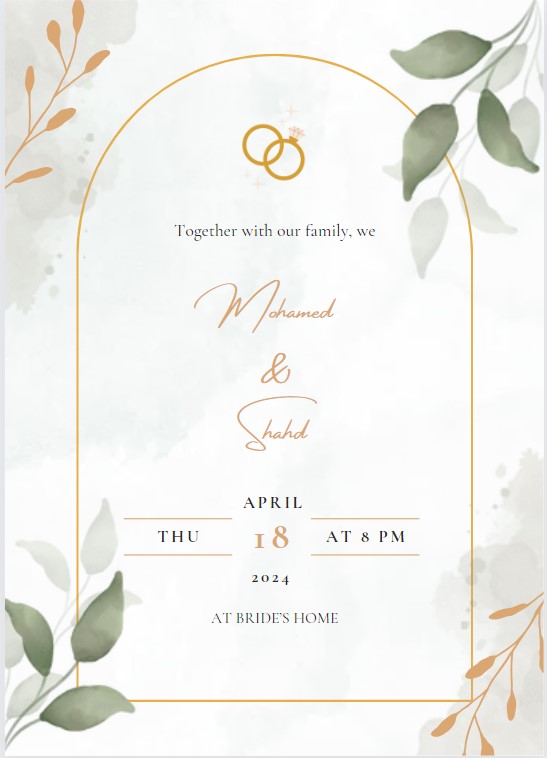 Together with our family, we
Mohamed
&
Shahd
APRIL
THU 18 AT 8 PM
2024
AT BRIDE'S HOME